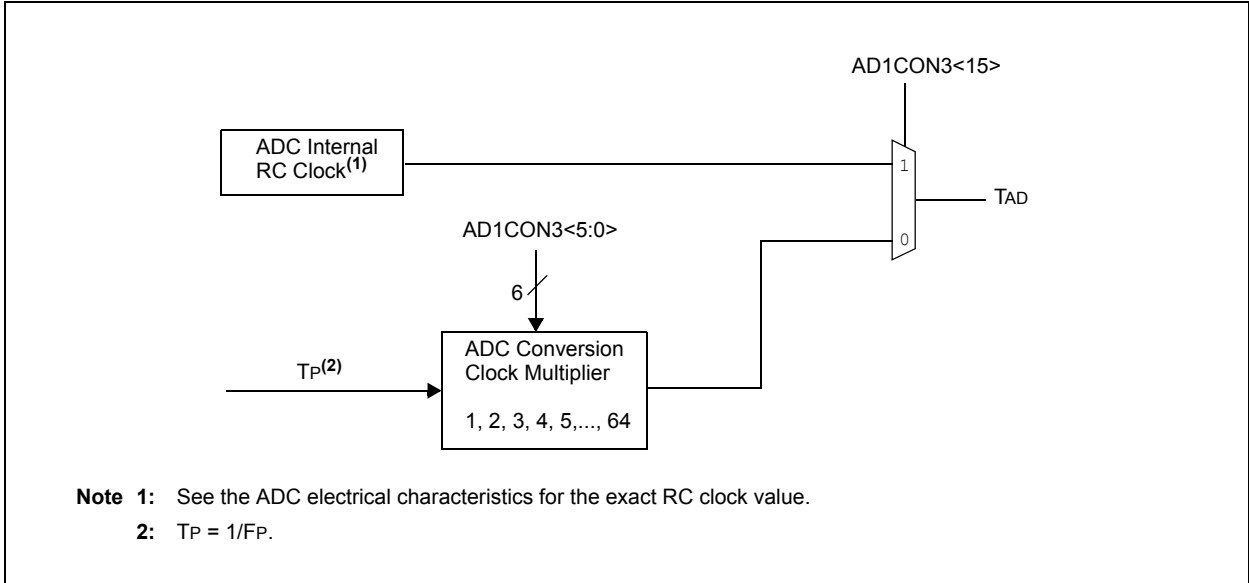 AD1CON3<15>
ADC Internal
RC Clock(1)
1
TAD
AD1CON3<5:0>
0
6
ADC Conversion
Clock Multiplier
TP(2)
1, 2, 3, 4, 5,..., 64
Note 1: See the ADC electrical characteristics for the exact RC clock value.
2: TP = 1/FP.